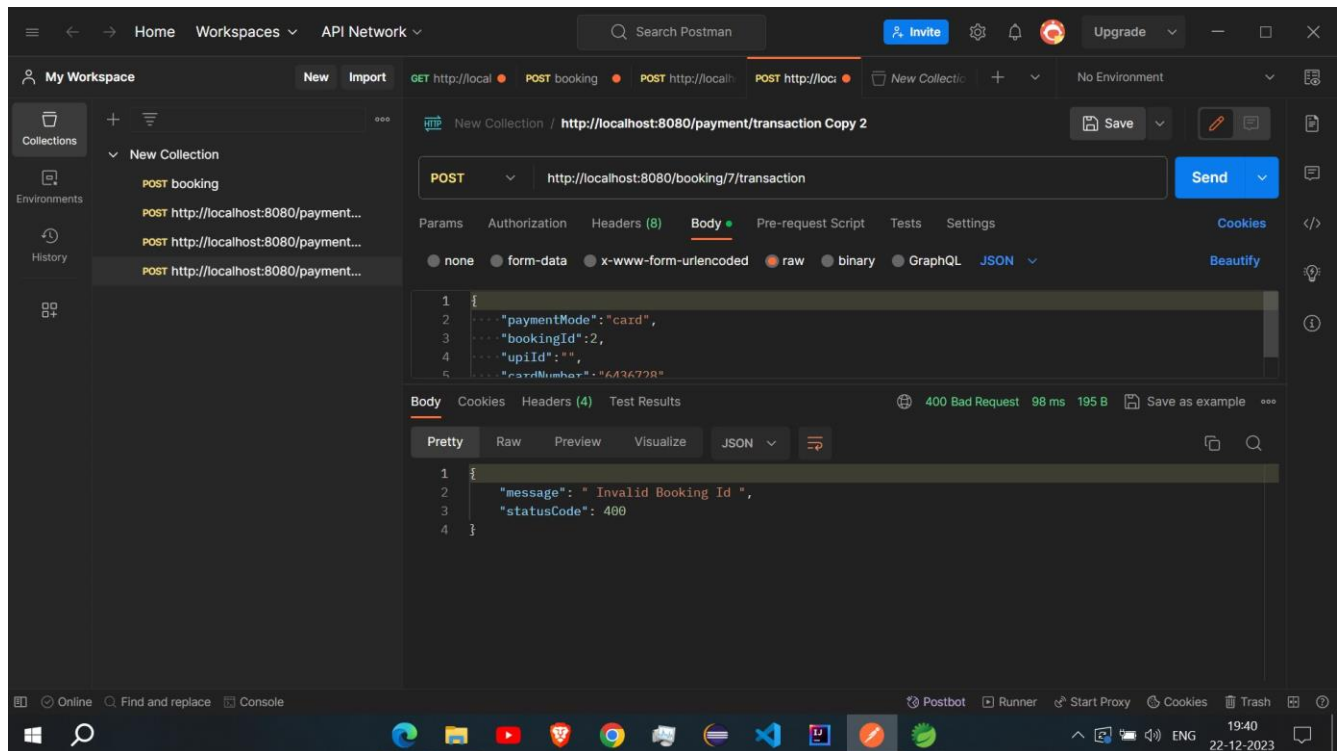 Home Workspaces API Network Search Postman Invite Upgrade
My Workspace New Import GET http://local POST booking POST http://localh POST http://loca New Collectio No Environment
Collections
Environments
History
New Collection
POST booking
POST http://localhost:8080/payment...
POST http://localhost:8080/payment...
POST http://localhost:8080/payment...
HTTP New Collection / http://localhost:8080/payment/transaction Copy 2 Save
POST http://localhost:8080/booking/7/transaction Send
Params Authorization Headers (8) Body Pre-request Script Tests Settings Cookies
none form-data x-www-form-urlencoded raw binary GraphQL JSON Beautify
1 {
2 "paymentMode":"card",
3 "bookingId":2,
4 "upiId":"",
5 "cardNumber":"6436728"
Body Cookies Headers (4) Test Results 400 Bad Request 98 ms 195 B Save as example
Pretty Raw Preview Visualize JSON
1 {
2 "message": " Invalid Booking Id ",
3 "statusCode": 400
4 }
Online Find and replace Console Postbot Runner Start Proxy Cookies Trash
ENG 19:40
22-12-2023